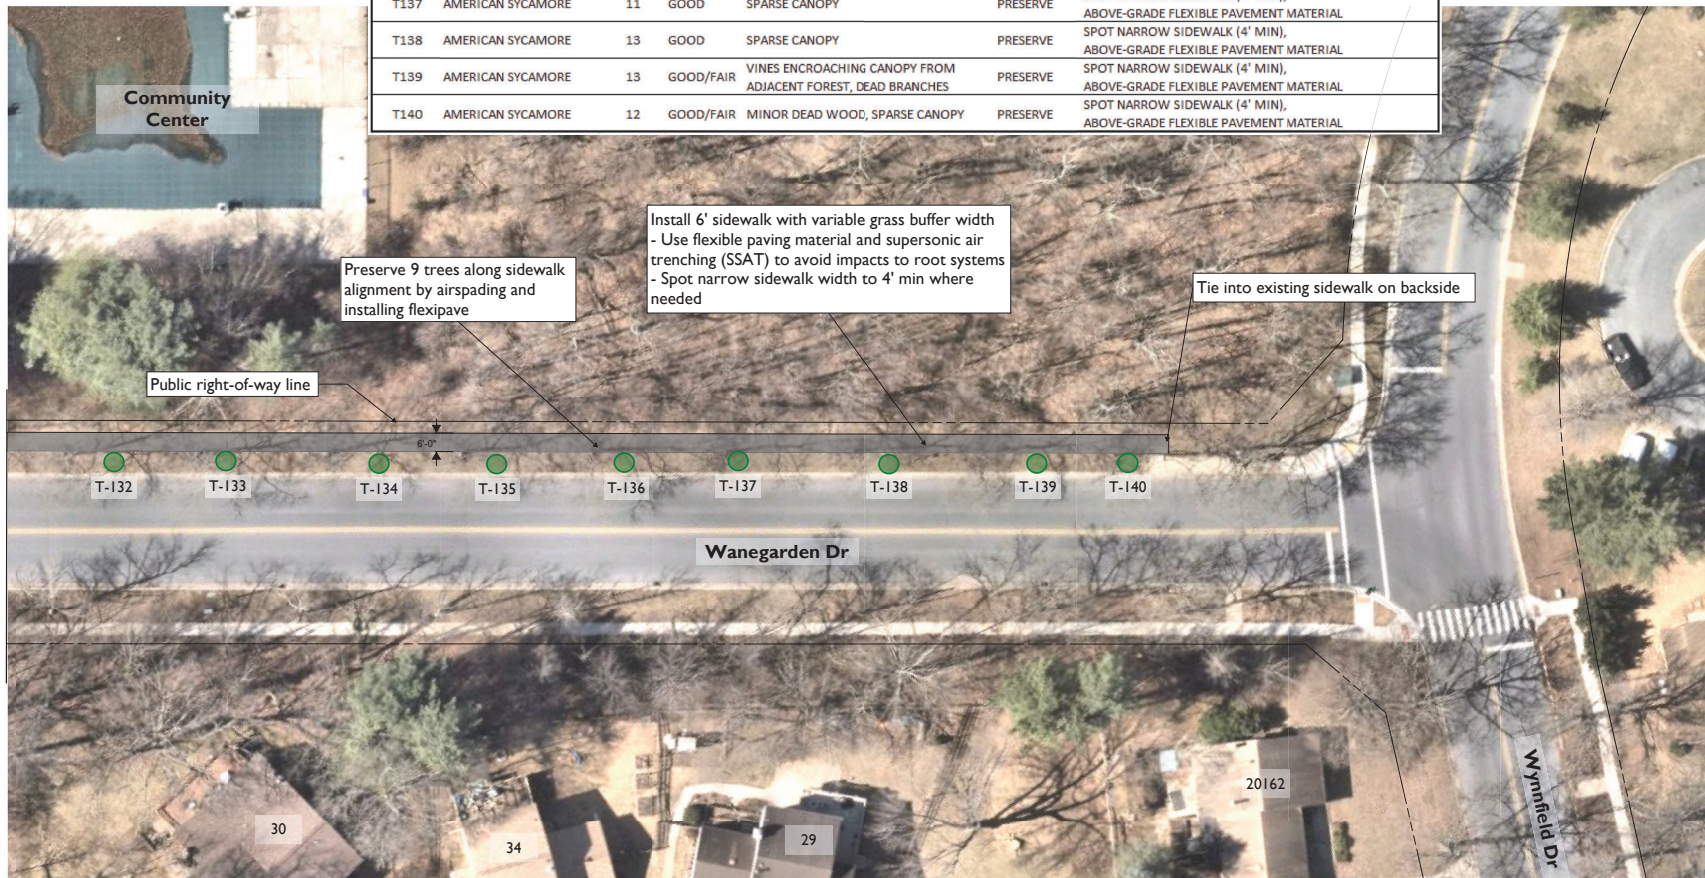 T137 AMERICAN SYCAMORE 11 GOOD SPARSE CANOPY PRESERVE
ABOVE-GRADE FLEXIBLE PAVEMENT MATERIAL
T138 AMERICAN SYCAMORE 13 GOOD SPARSE CANOPY PRESERVE SPOT NARROW SIDEWALK (4' MIN),
ABOVE-GRADE FLEXIBLE PAVEMENT MATERIAL
T139 AMERICAN SYCAMORE 13 GOOD/FAIR VINES ENCROACHING CANOPY FROM PRESERVE SPOT NARROW SIDEWALK (4' MIN),
ADJACENT FOREST, DEAD BRANCHES ABOVE-GRADE FLEXIBLE PAVEMENT MATERIAL
T140 AMERICAN SYCAMORE 12 GOOD/FAIR MINOR DEAD WOOD, SPARSE CANOPY PRESERVE SPOT NARROW SIDEWALK (4' MIN),
ABOVE-GRADE FLEXIBLE PAVEMENT MATERIAL
Community
Center
Install 6' sidewalk with variable grass buffer width
- Use flexible paving material and supersonic air
trenching (SSAT) to avoid impacts to root systems
- Spot narrow sidewalk width to 4' min where
needed
Preserve 9 trees along sidewalk
alignment by airspading and
installing flexipave
Tie into existing sidewalk on backside
Public right-of-way line
6'-0"
T-132
T-133
T-134
T-135
T-136
T-137
T-138
T-139
T-140
Wanegarden Dr
Wynnfield Dr
30
34
29
20162